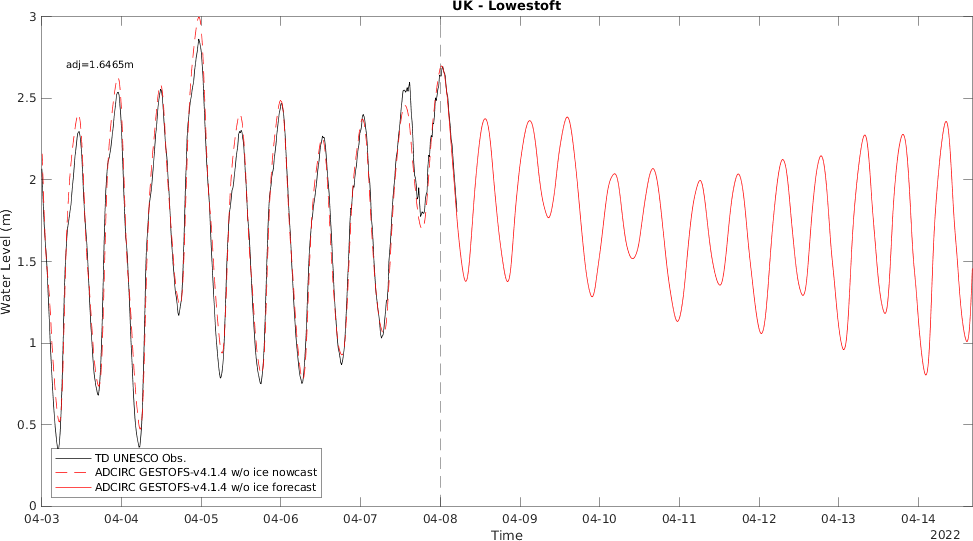 UK - Lowestoft
adj=1.6465m
3
2.5
2
1.5
1
0.5
0
Water Level (m)
TD UNESCO Obs.
ADCIRC GESTOFS-v4.1.4 w/o ice nowcast
ADCIRC GESTOFS-v4.1.4 w/o ice forecast
04-03 04-04 04-05 04-06 04-07 04-08 04-09 04-10 04-11 04-12 04-13 04-14
Time
2022